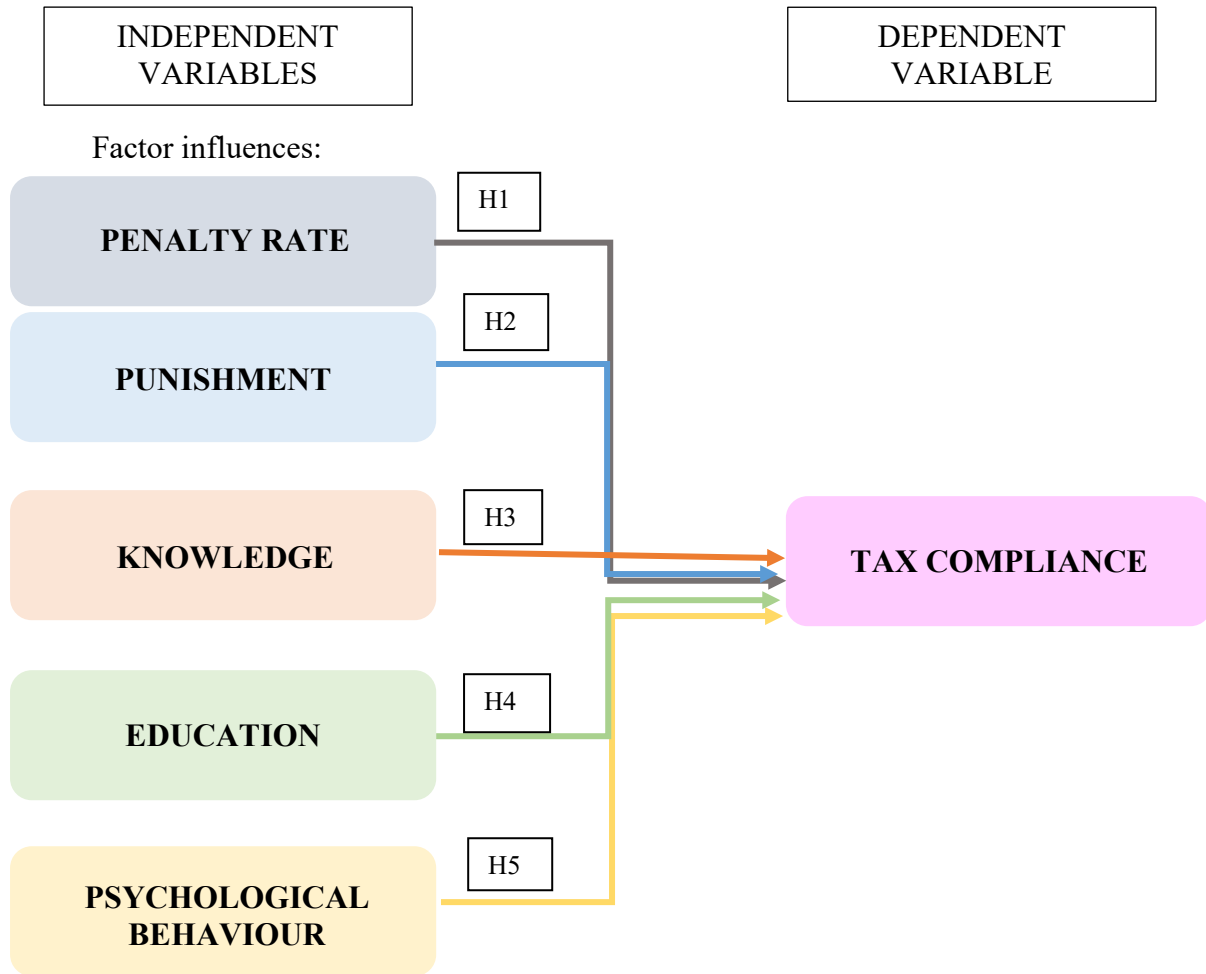 INDEPENDENT
VARIABLES
DEPENDENT
VARIABLE
Factor influences:
PENALTY RATE
H1
PUNISHMENT
H2
KNOWLEDGE
H3
TAX COMPLIANCE
EDUCATION
H4
PSYCHOLOGICAL
BEHAVIOUR
H5